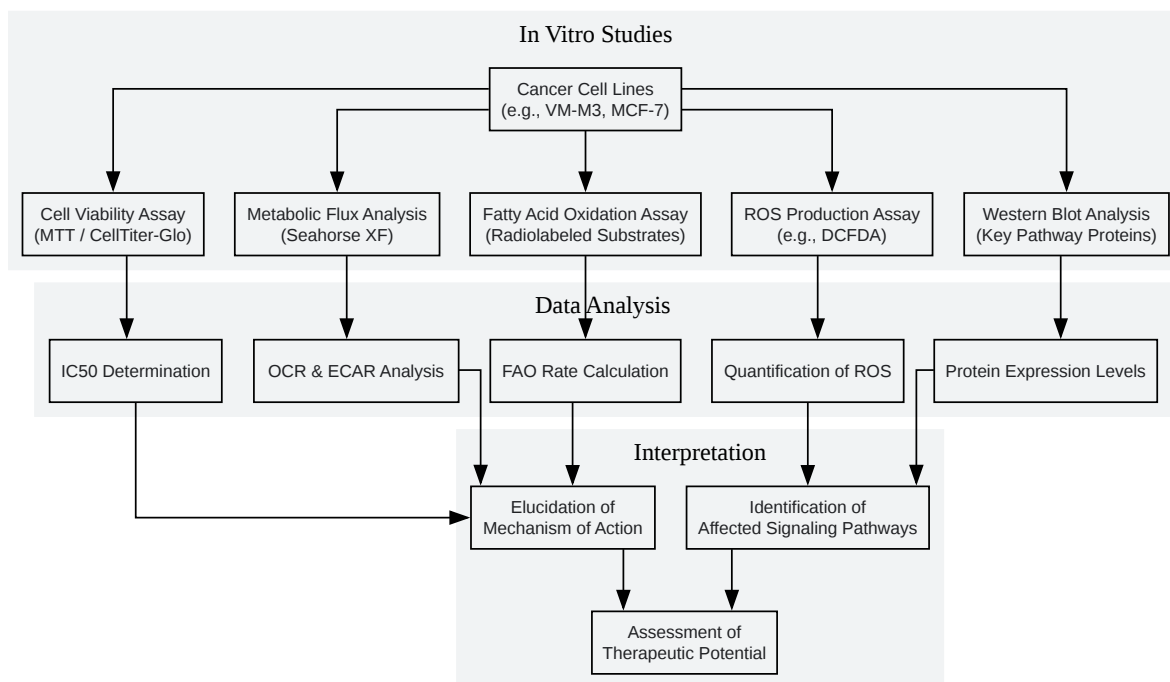 In Vitro Studies
Cancer Cell Lines
(e.g., VM-M3, MCF-7)
Cell Viability Assay
(MTT / CellTiter-Glo)
Metabolic Flux Analysis
(Seahorse XF)
Fatty Acid Oxidation Assay
(Radiolabeled Substrates)
ROS Production Assay
(e.g., DCFDA)
Western Blot Analysis
(Key Pathway Proteins)
Data Analysis
IC50 Determination
OCR & ECAR Analysis
FAO Rate Calculation
Quantification of ROS
Protein Expression Levels
Interpretation
Elucidation of
Mechanism of Action
Identification of
Affected Signaling Pathways
Assessment of
Therapeutic Potential